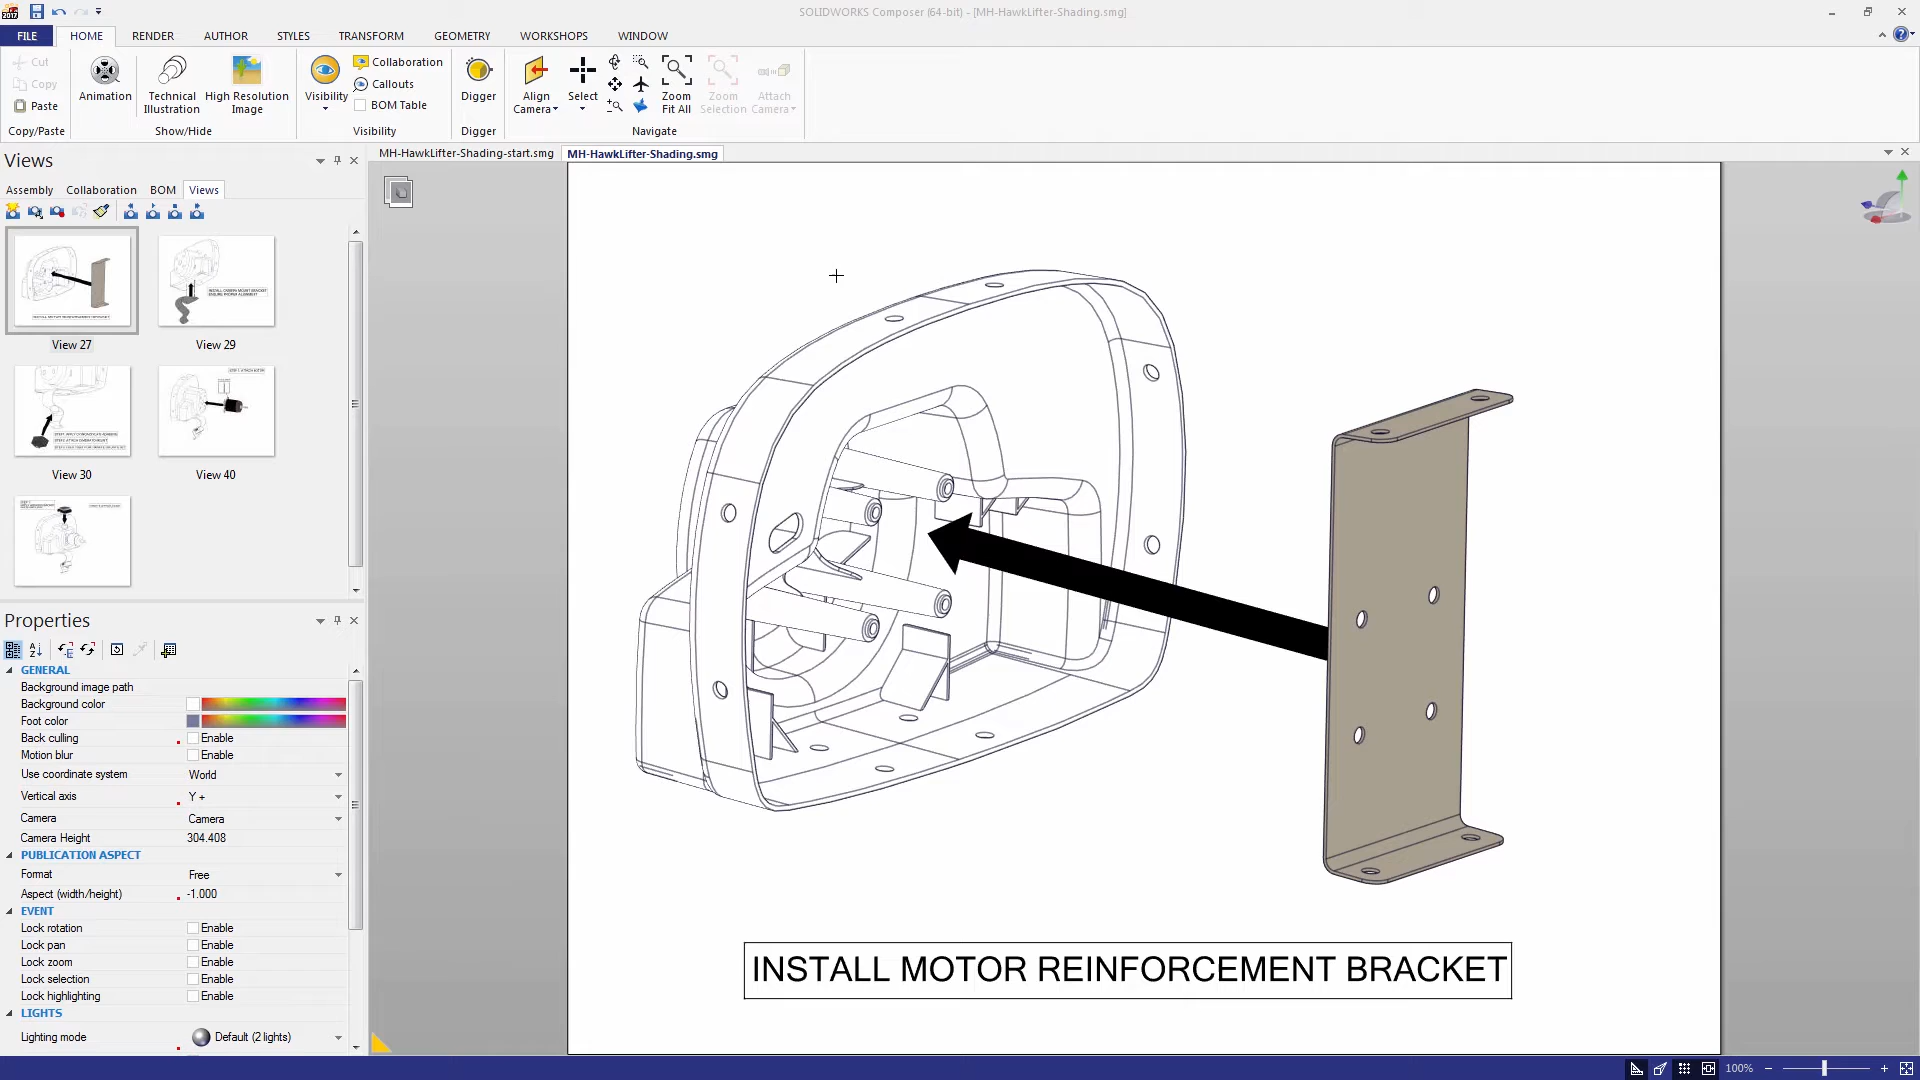 SOLIDWORKS Composer (64-bit) - [MH-HawkLifter-Shading.smg]
FILE HOME RENDER AUTHOR STYLES TRANSFORM GEOMETRY WORKSHOPS WINDOW
Cut
Copy
Paste
Copy/Paste
Animation
Technical
Illustration
High Resolution
Image
Show/Hide
Visibility
Collaboration
Callouts
BOM Table
Visibility
Digger
Digger
Align
Camera
Select
Zoom
Fit All
Zoom
Selection
Attach
Camera
Navigate
Views
Assembly Collaboration BOM Views
View 27
View 29
View 30
View 40
MH-HawkLifter-Shading-start.smg
MH-HawkLifter-Shading.smg
INSTALL MOTOR REINFORCEMENT BRACKET
Properties
GENERAL
Background image path
Background color
Foot color
Back culling Enable
Motion blur Enable
Use coordinate system World
Vertical axis Y +
Camera Camera
Camera Height 304.408
PUBLICATION ASPECT
Format Free
Aspect (width/height) -1.000
EVENT
Lock rotation Enable
Lock pan Enable
Lock zoom Enable
Lock selection Enable
Lock highlighting Enable
LIGHTS
Lighting mode Default (2 lights)
100%